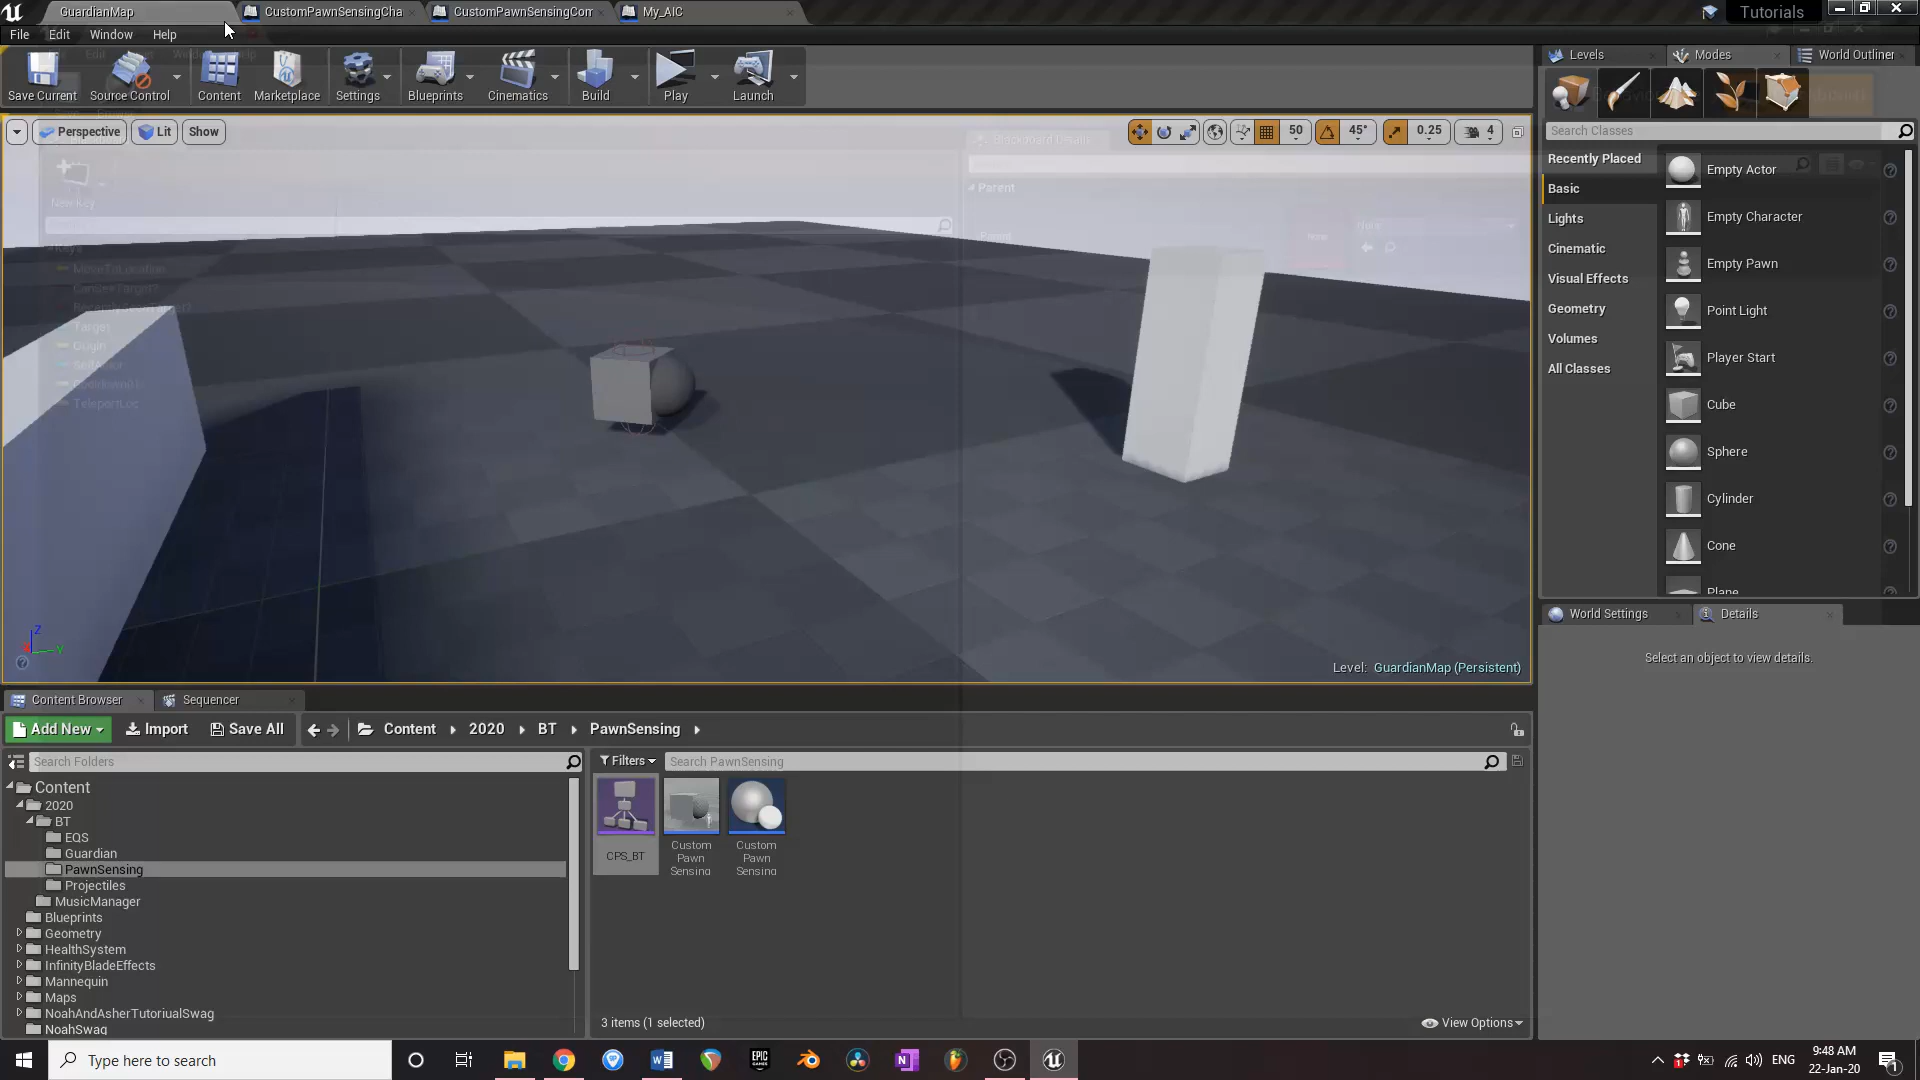 GuardianMap
CustomPawnSensingCha
CustomPawnSensingCom
My_AIC
Tutorials
File
Edit
Window
Help
Save Current
Source Control
Content
Marketplace
Settings
Blueprints
Cinematics
Build
Play
Launch
Levels
Modes
World Outliner
Perspective
Lit
Show
50
45°
0.25
4
Search Classes
Recently Placed
Basic
Lights
Cinematic
Visual Effects
Geometry
Volumes
All Classes
Empty Actor
Empty Character
Empty Pawn
Point Light
Player Start
Cube
Sphere
Cylinder
Cone
Plane
Blackboard Details
Parent
Parent
New Key
Keys
MoveToLocation
Target
Origin
SelfActor
TeleportLoc
Z
Y
Level: GuardianMap (Persistent)
World Settings
Details
Select an object to view details.
Content Browser
Sequencer
Add New
Import
Save All
Content
2020
BT
PawnSensing
Search Folders
Filters
Search PawnSensing
Content
2020
BT
EQS
Guardian
PawnSensing
Projectiles
MusicManager
Blueprints
Geometry
HealthSystem
InfinityBladeEffects
Mannequin
Maps
NoahAndAsherTutoriualSwag
NoahSwag
CPS_BT
Custom
Pawn
Sensing
Custom
Pawn
Sensing
3 items (1 selected)
View Options
Type here to search
ENG
9:48 AM
22-Jan-20